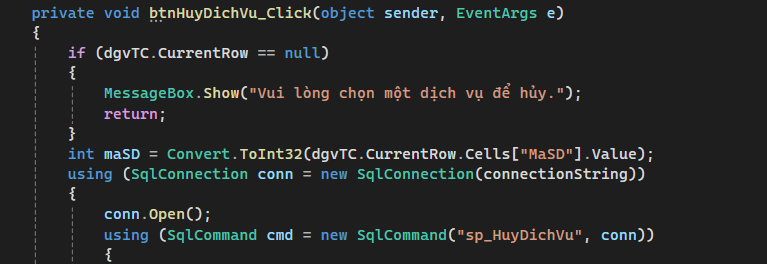 private void btnHuyDichVu_Click(object sender, EventArgs e)
{
if (dgvTC.CurrentRow == null)
{
MessageBox.Show("Vui lòng chọn một dịch vụ để hủy.");
return;
}
int maSD = Convert.ToInt32(dgvTC.CurrentRow.Cells["MaSD"].Value);
using (SqlConnection conn = new SqlConnection(connectionString))
{
conn.Open();
using (SqlCommand cmd = new SqlCommand("sp_HuyDichVu", conn))
{